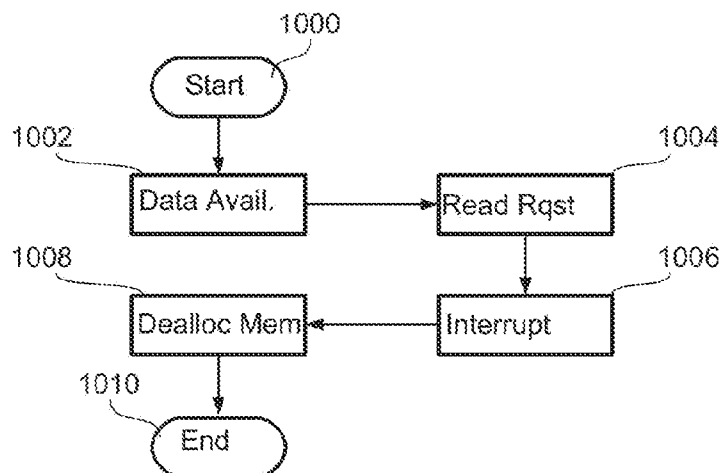 1000
Start
1002
1004
Data Avail.
Read Rqst
1008
1006
Dealloc Mem
Interrupt
1010
End